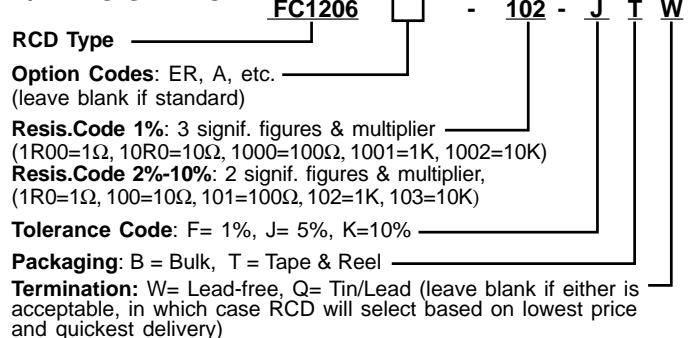 FC1206 - 102 - J T W
RCD Type
Option Codes: ER, A, etc.
(leave blank if standard)
Resis.Code 1%: 3 signif. figures & multiplier
(1R00=1Ω, 10R0=10Ω, 1000=100Ω, 1001=1K, 1002=10K)
Resis.Code 2%-10%: 2 signif. figures & multiplier,
(1R0=1Ω, 100=10Ω, 101=100Ω, 102=1K, 103=10K)
Tolerance Code: F= 1%, J= 5%, K=10%
Packaging: B = Bulk, T = Tape & Reel
Termination: W= Lead-free, Q= Tin/Lead (leave blank if either is
acceptable, in which case RCD will select based on lowest price
and quickest delivery)